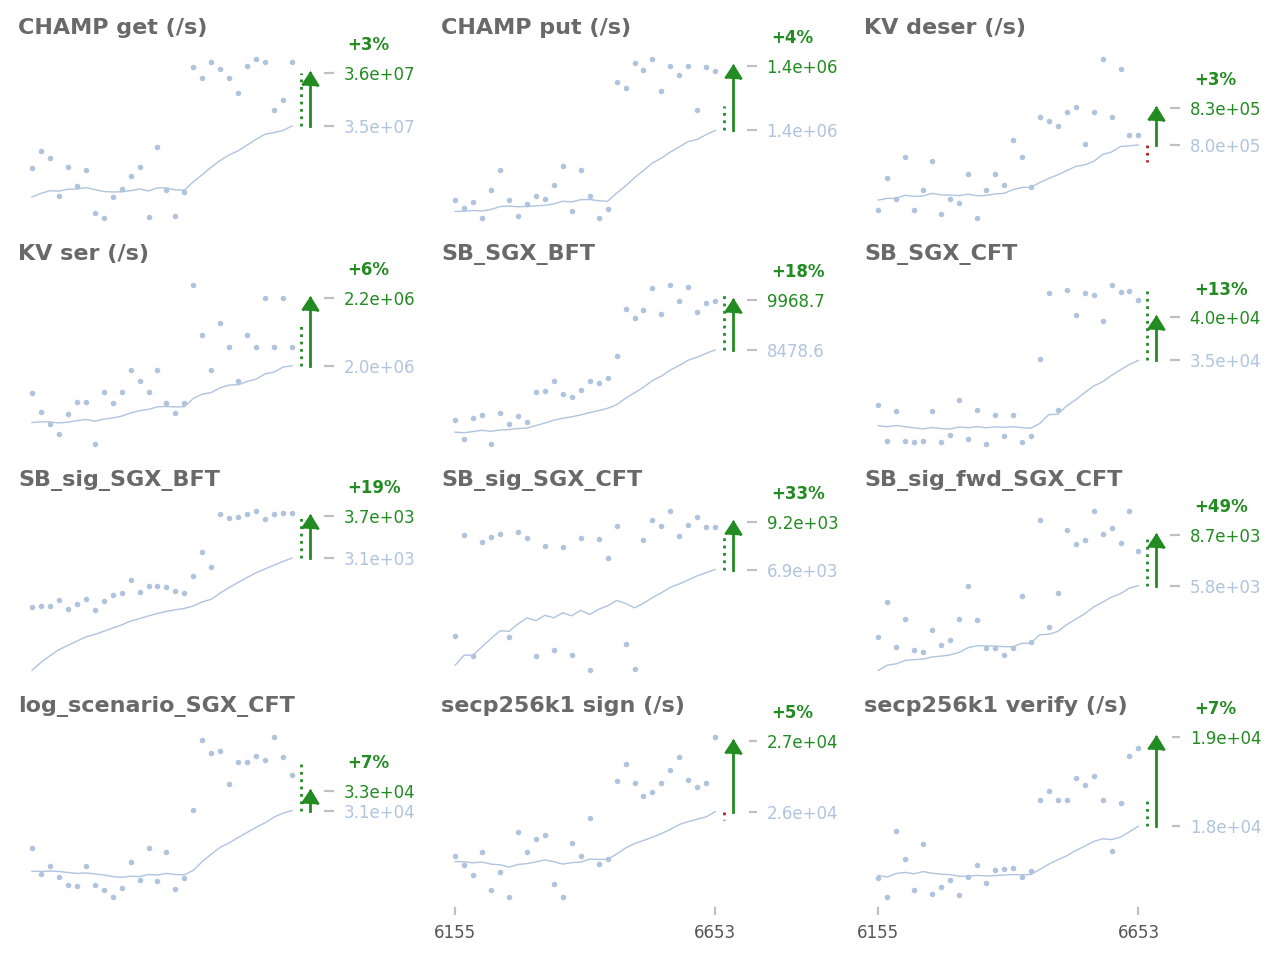 CHAMP get (/s)
+3%
3.6e+07
3.5e+07
CHAMP put (/s)
+4%
1.4e+06
1.4e+06
KV deser (/s)
+3%
8.3e+05
8.0e+05
KV ser (/s)
+6%
2.2e+06
2.0e+06
SB_SGX_BFT
+18%
9968.7
8478.6
SB_SGX_CFT
+13%
4.0e+04
3.5e+04
SB_sig_SGX_BFT
+19%
3.7e+03
3.1e+03
SB_sig_SGX_CFT
+33%
9.2e+03
6.9e+03
SB_sig_fwd_SGX_CFT
+49%
8.7e+03
5.8e+03
log_scenario_SGX_CFT
+7%
3.3e+04
3.1e+04
secp256k1 sign (/s)
+5%
2.7e+04
2.6e+04
6155
6653
secp256k1 verify (/s)
+7%
1.9e+04
1.8e+04
6155
6653